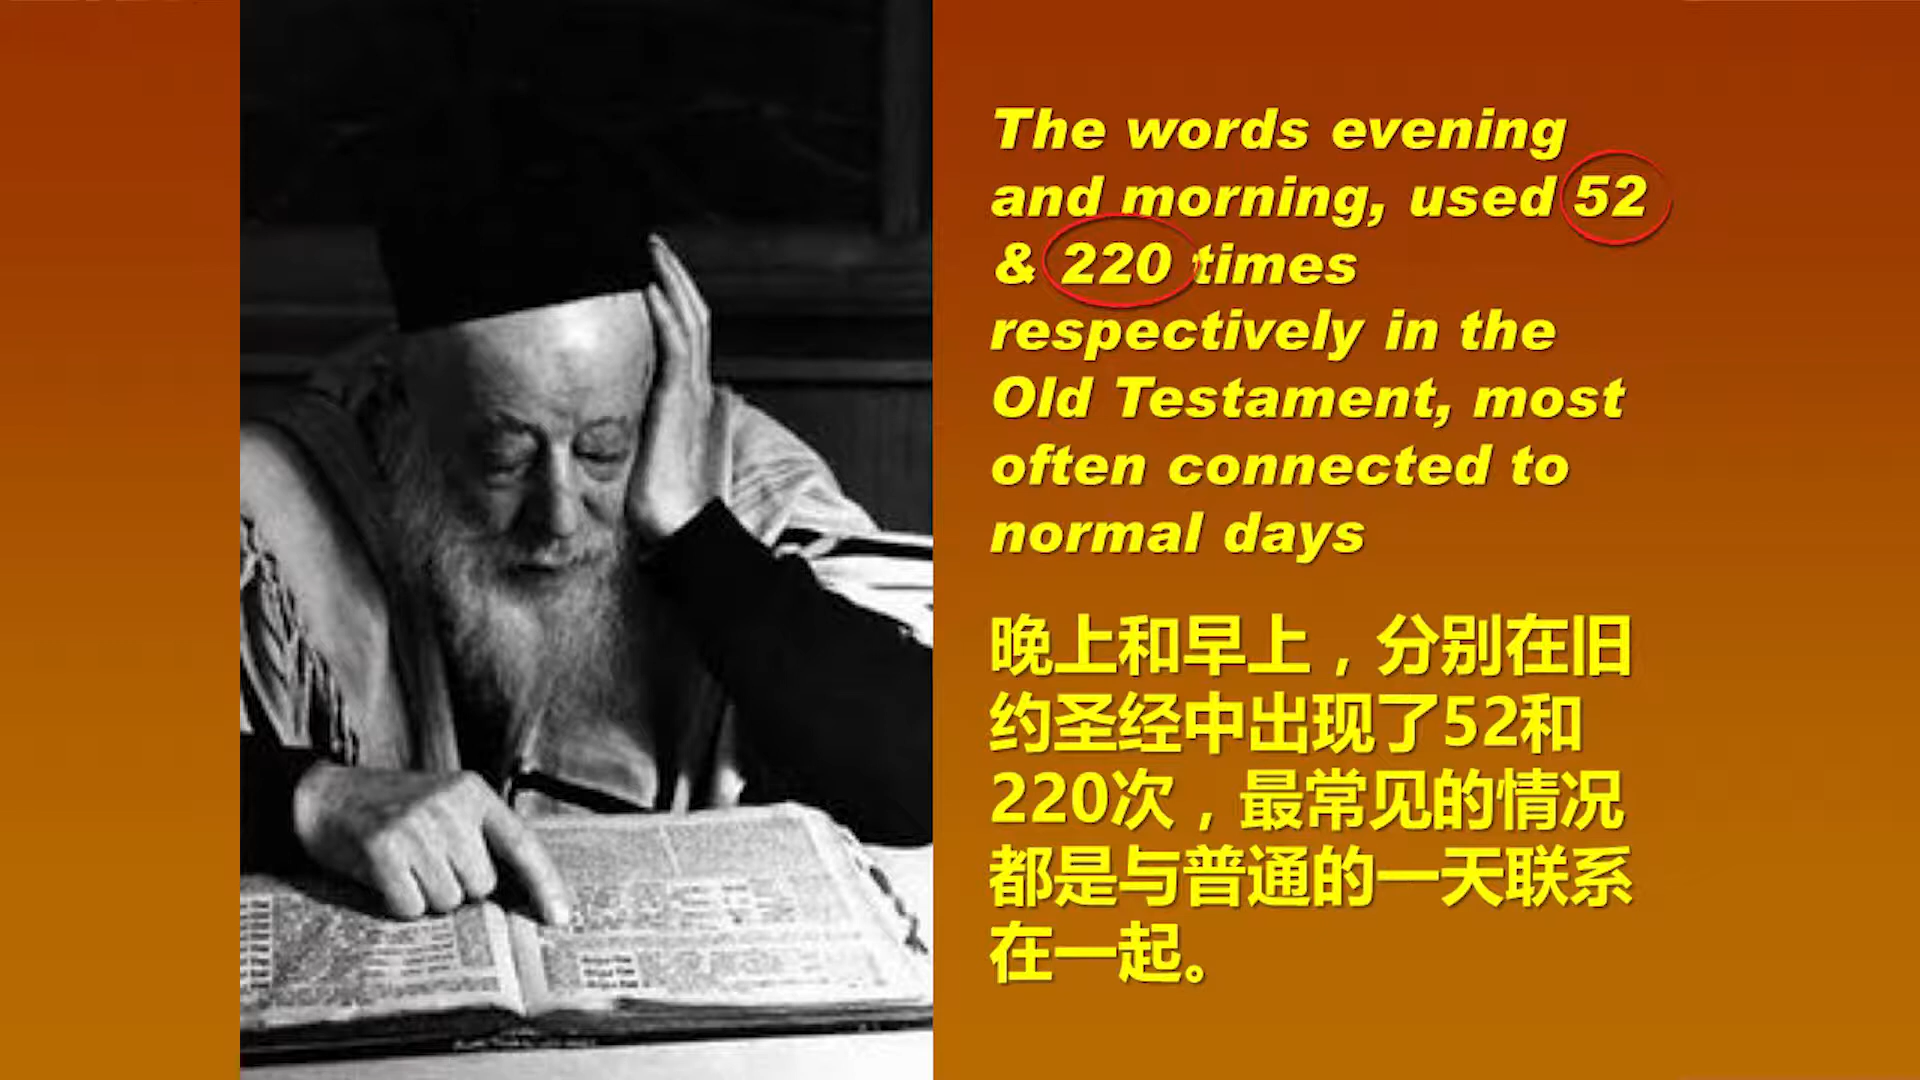 The words evening
and morning, used 52
& 220 times
respectively in the
Old Testament, most
often connected to
normal days
晚上和早上，分别在旧
约圣经中出现了52和
220次，最常见的情况
都是与普通的一天联系
在一起。